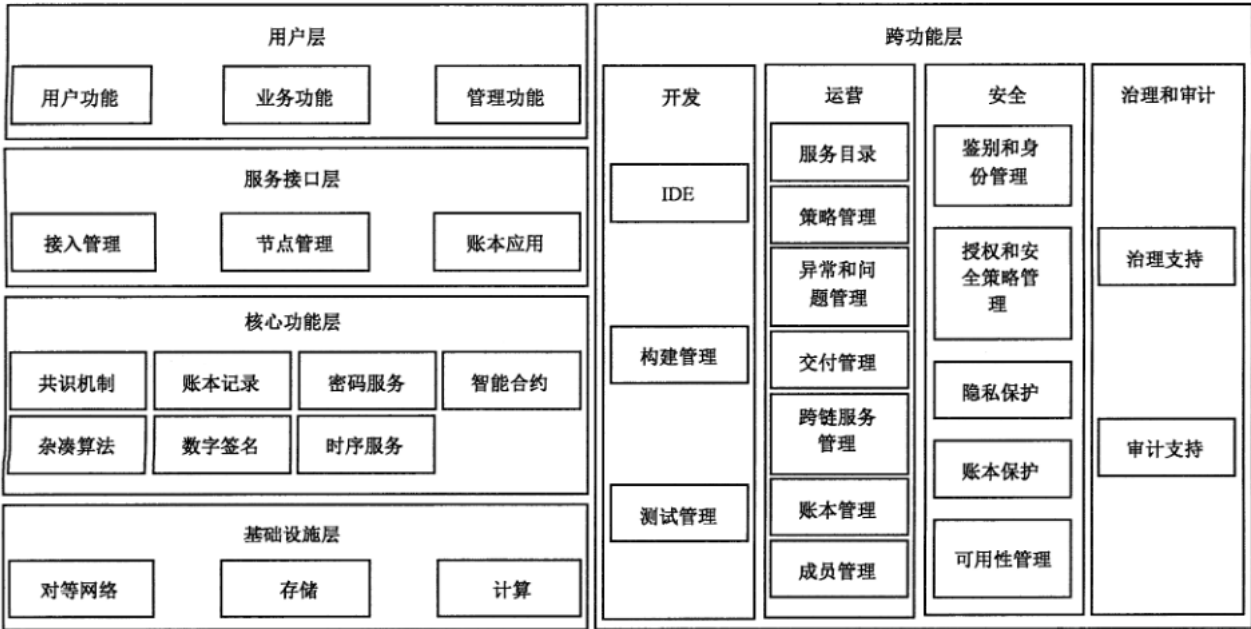 用户层
用户功能
业务功能
管理功能
服务接口层
接入管理
节点管理
账本应用
核心功能层
共识机制
账本记录
密码服务
智能合约
杂凑算法
数字签名
时序服务
基础设施层
对等网络
存储
计算
跨功能层
开发
IDE
构建管理
测试管理
运营
服务目录
策略管理
异常和问
题管理
交付管理
跨链服务
管理
账本管理
成员管理
安全
鉴别和身
份管理
授权和安
全策略管
理
隐私保护
账本保护
可用性管理
治理和审计
治理支持
审计支持